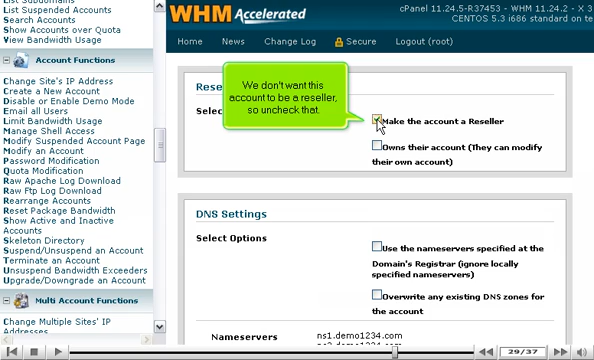 List Subdomains
List Suspended Accounts
Search Accounts
Show Accounts over Quota
View Bandwidth Usage
Account Functions
Change Site's IP Address
Create a New Account
Disable or Enable Demo Mode
Email all Users
Limit Bandwidth Usage
Manage Shell Access
Modify Suspended Account Page
Modify an Account
Password Modification
Quota Modification
Raw Apache Log Download
Raw Ftp Log Download
Rearrange Accounts
Reset Package Bandwidth
Show Active and Inactive
Accounts
Skeleton Directory
Suspend/Unsuspend an Account
Terminate an Account
Unsuspend Bandwidth Exceeders
Upgrade/Downgrade an Account
Multi Account Functions
Change Multiple Sites' IP
Addresses
WHM Accelerated
cPanel 11.24.5-R37453 - WHM 11.24.2 - X 3
CENTOS 5.3 i686 standard on te
Home News Change Log Secure Logout (root)
Rese
We don't want this
account to be a reseller,
so uncheck that.
Selec
Make the account a Reseller
Owns their account (They can modify
their own account)
DNS Settings
Select Options
Use the nameservers specified at the
Domain's Registrar (ignore locally
specified nameservers)
Overwrite any existing DNS zones for
the account
Nameservers
ns1.demo1234.com
29/37